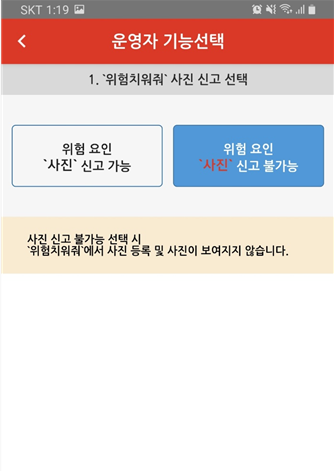 SKT 1:19
운영자 기능선택
1. `위험치워줘` 사진 신고 선택
위험 요인
`사진` 신고 가능
위험 요인
`사진` 신고 불가능
사진 신고 불가능 선택 시
`위험치워줘`에서 사진 등록 및 사진이 보여지지 않습니다.